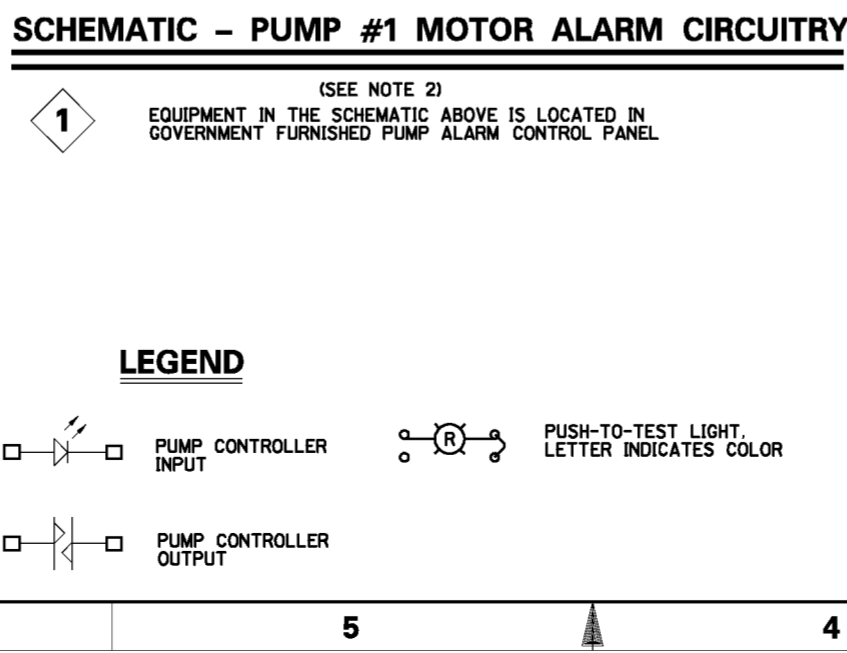 SCHEMATIC – PUMP #1 MOTOR ALARM CIRCUITRY
(SEE NOTE 2)
1
EQUIPMENT IN THE SCHEMATIC ABOVE IS LOCATED IN
GOVERNMENT FURNISHED PUMP ALARM CONTROL PANEL
LEGEND
PUMP CONTROLLER
INPUT
R
PUSH-TO-TEST LIGHT,
LETTER INDICATES COLOR
PUMP CONTROLLER
OUTPUT
5
4